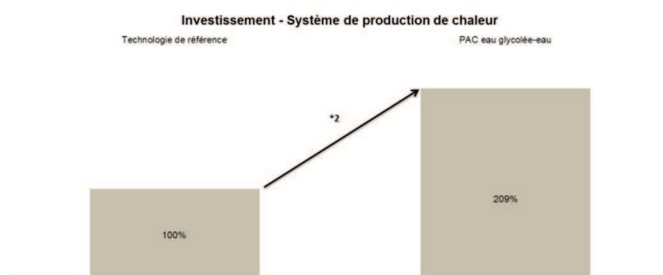 Investissement - Système de production de chaleur
Technologie de référence
PAC eau glycolée-eau
*2
209%
100%